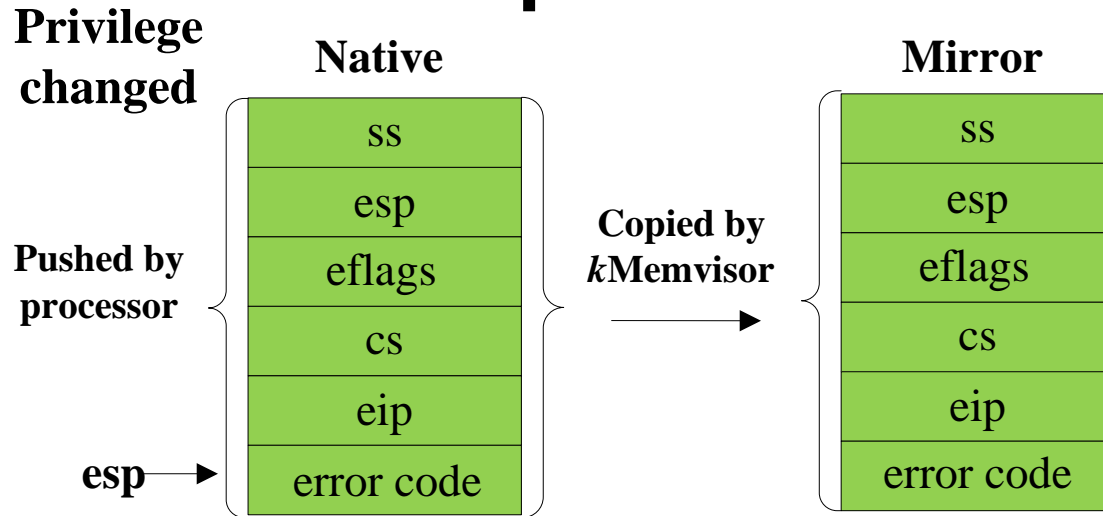 Privilege
changed
Native
Mirror
ss
esp
eflags
cs
eip
error code
Pushed by
processor
esp
Copied by
kMemvisor
ss
esp
eflags
cs
eip
error code